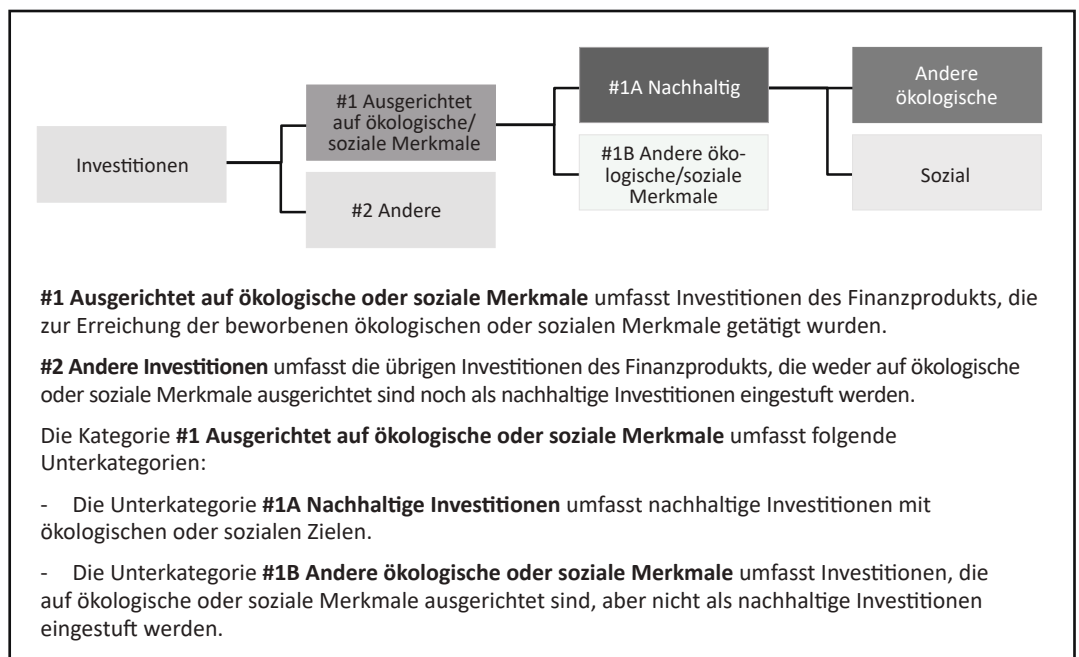 Investitionen
#1 Ausgerichtet
auf ökologische/
soziale Merkmale
#2 Andere
#1A Nachhaltig
#1B Andere öko-
logische/soziale
Merkmale
Andere
ökologische
Sozial
#1 Ausgerichtet auf ökologische oder soziale Merkmale umfasst Investitionen des Finanzprodukts, die
zur Erreichung der beworbenen ökologischen oder sozialen Merkmale getätigt wurden.
#2 Andere Investitionen umfasst die übrigen Investitionen des Finanzprodukts, die weder auf ökologische
oder soziale Merkmale ausgerichtet sind noch als nachhaltige Investitionen eingestuft werden.
Die Kategorie #1 Ausgerichtet auf ökologische oder soziale Merkmale umfasst folgende
Unterkategorien:
- Die Unterkategorie #1A Nachhaltige Investitionen umfasst nachhaltige Investitionen mit
ökologischen oder sozialen Zielen.
- Die Unterkategorie #1B Andere ökologische oder soziale Merkmale umfasst Investitionen, die
auf ökologische oder soziale Merkmale ausgerichtet sind, aber nicht als nachhaltige Investitionen
eingestuft werden.